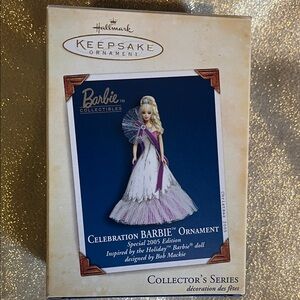 Hallmark
KEEPSAKE
ORNAMENT
Barbie™
COLLECTIBLES
CELEBRATION BARBIE™ ORNAMENT
Special 2005 Edition
Inspired by the Holiday™ Barbie® doll
designed by Bob Mackie
COLLECTOR'S SERIES
décoration des fêtes